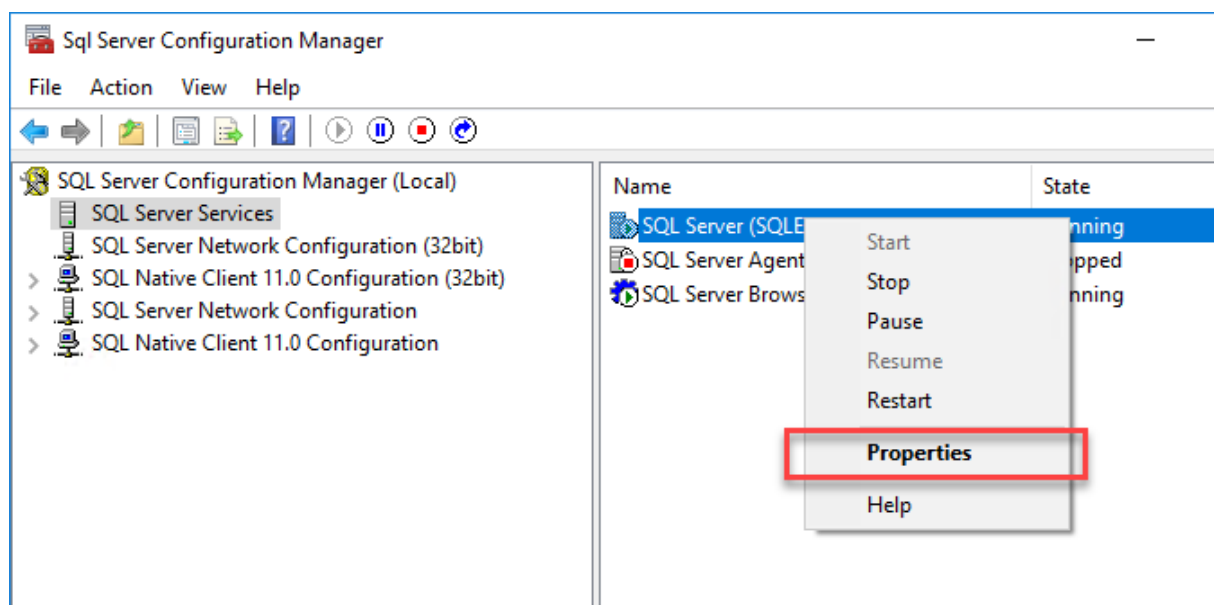 Sql Server Configuration Manager
File Action View Help
SQL Server Configuration Manager (Local)
SQL Server Services
SQL Server Network Configuration (32bit)
SQL Native Client 11.0 Configuration (32bit)
SQL Server Network Configuration
SQL Native Client 11.0 Configuration
Name State
SQL Server (SQLE nning
SQL Server Agent pped
SQL Server Brows nning
Start
Stop
Pause
Resume
Restart
Properties
Help